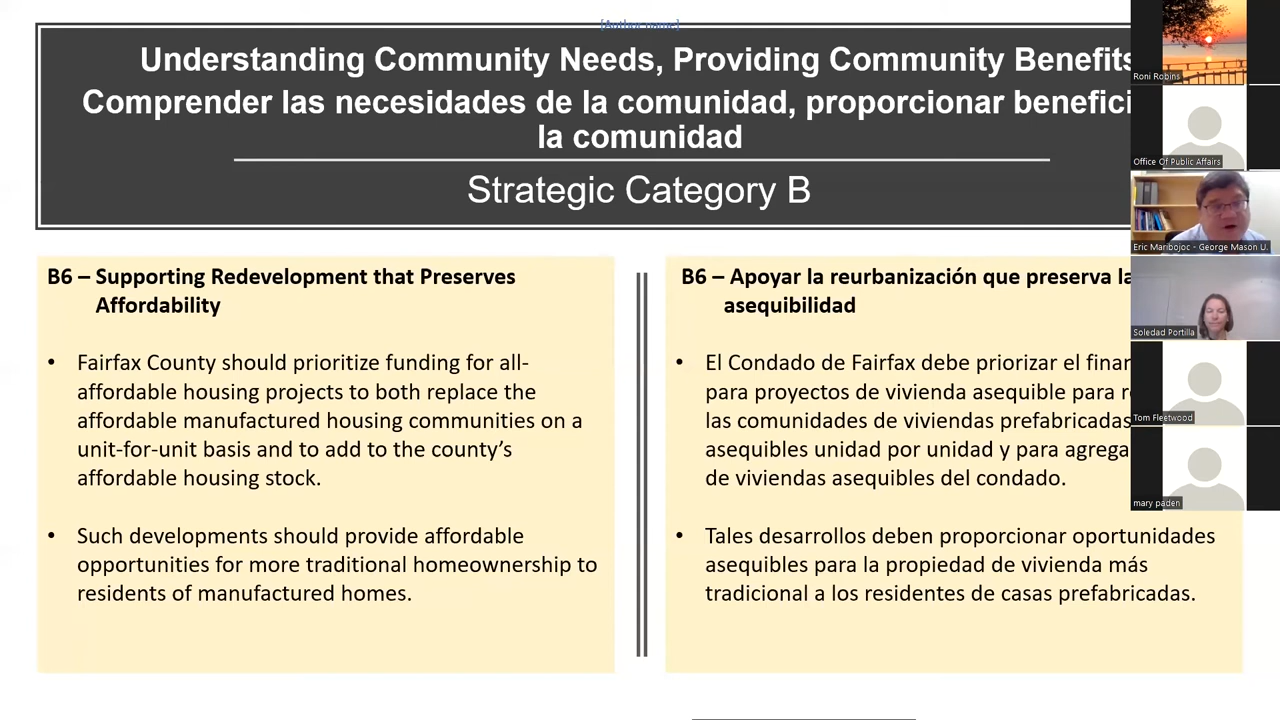 [Author name]
Understanding Community Needs, Providing Community Benefits
Comprender las necesidades de la comunidad, proporcionar
la comunidad
Strategic Category B
B6 – Supporting Redevelopment that Preserves
Affordability
• Fairfax County should prioritize funding for all-
affordable housing projects to both replace the
affordable manufactured housing communities on a
unit-for-unit basis and to add to the county’s
affordable housing stock.
• Such developments should provide affordable
opportunities for more traditional homeownership to
residents of manufactured homes.
B6 – Apoyar la reurbanización que preserva la
asequibilidad
• El Condado de Fairfax debe priorizar el
para proyectos de vivienda asequible para
las comunidades de viviendas prefabricadas
asequibles unidad por unidad y para
de viviendas asequibles del condado.
• Tales desarrollos deben proporcionar oportunidades
asequibles para la propiedad de vivienda más
tradicional a los residentes de casas prefabricadas.
Roni Robins
Office Of Public Affairs
Eric Maribojoc - George Mason U.
Soledad Portilla
Tom Fleetwood
mary paden